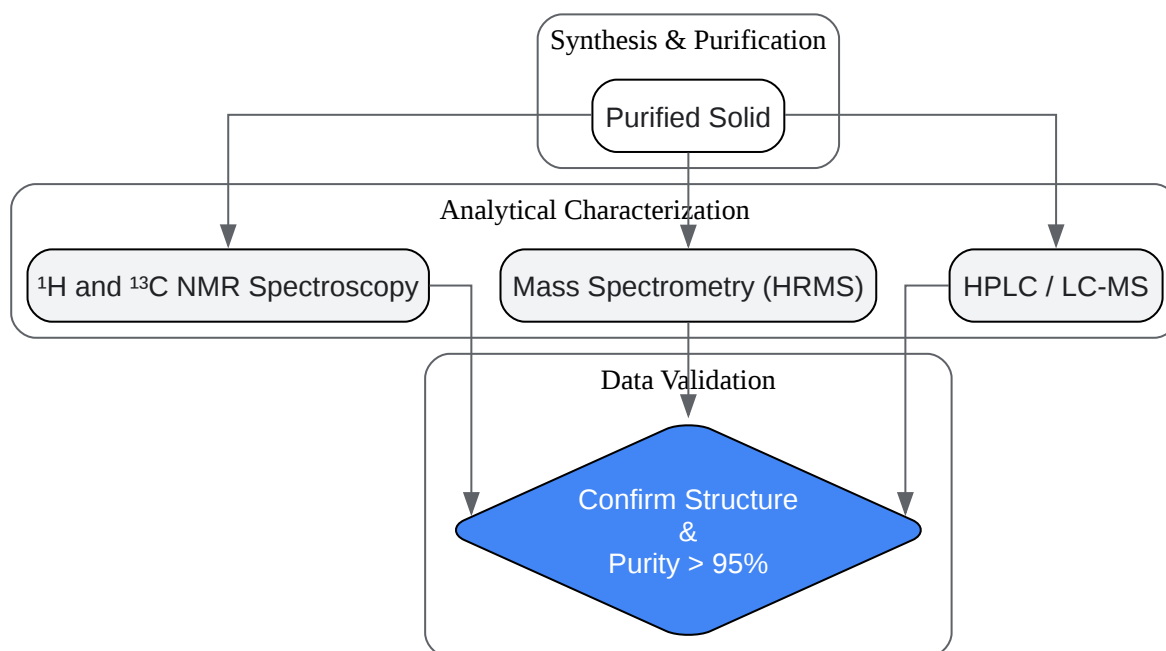 Synthesis & Purification
Purified Solid
Analytical Characterization
¹H and ¹³C NMR Spectroscopy
Mass Spectrometry (HRMS)
HPLC / LC-MS
Data Validation
Confirm Structure
&
Purity > 95%